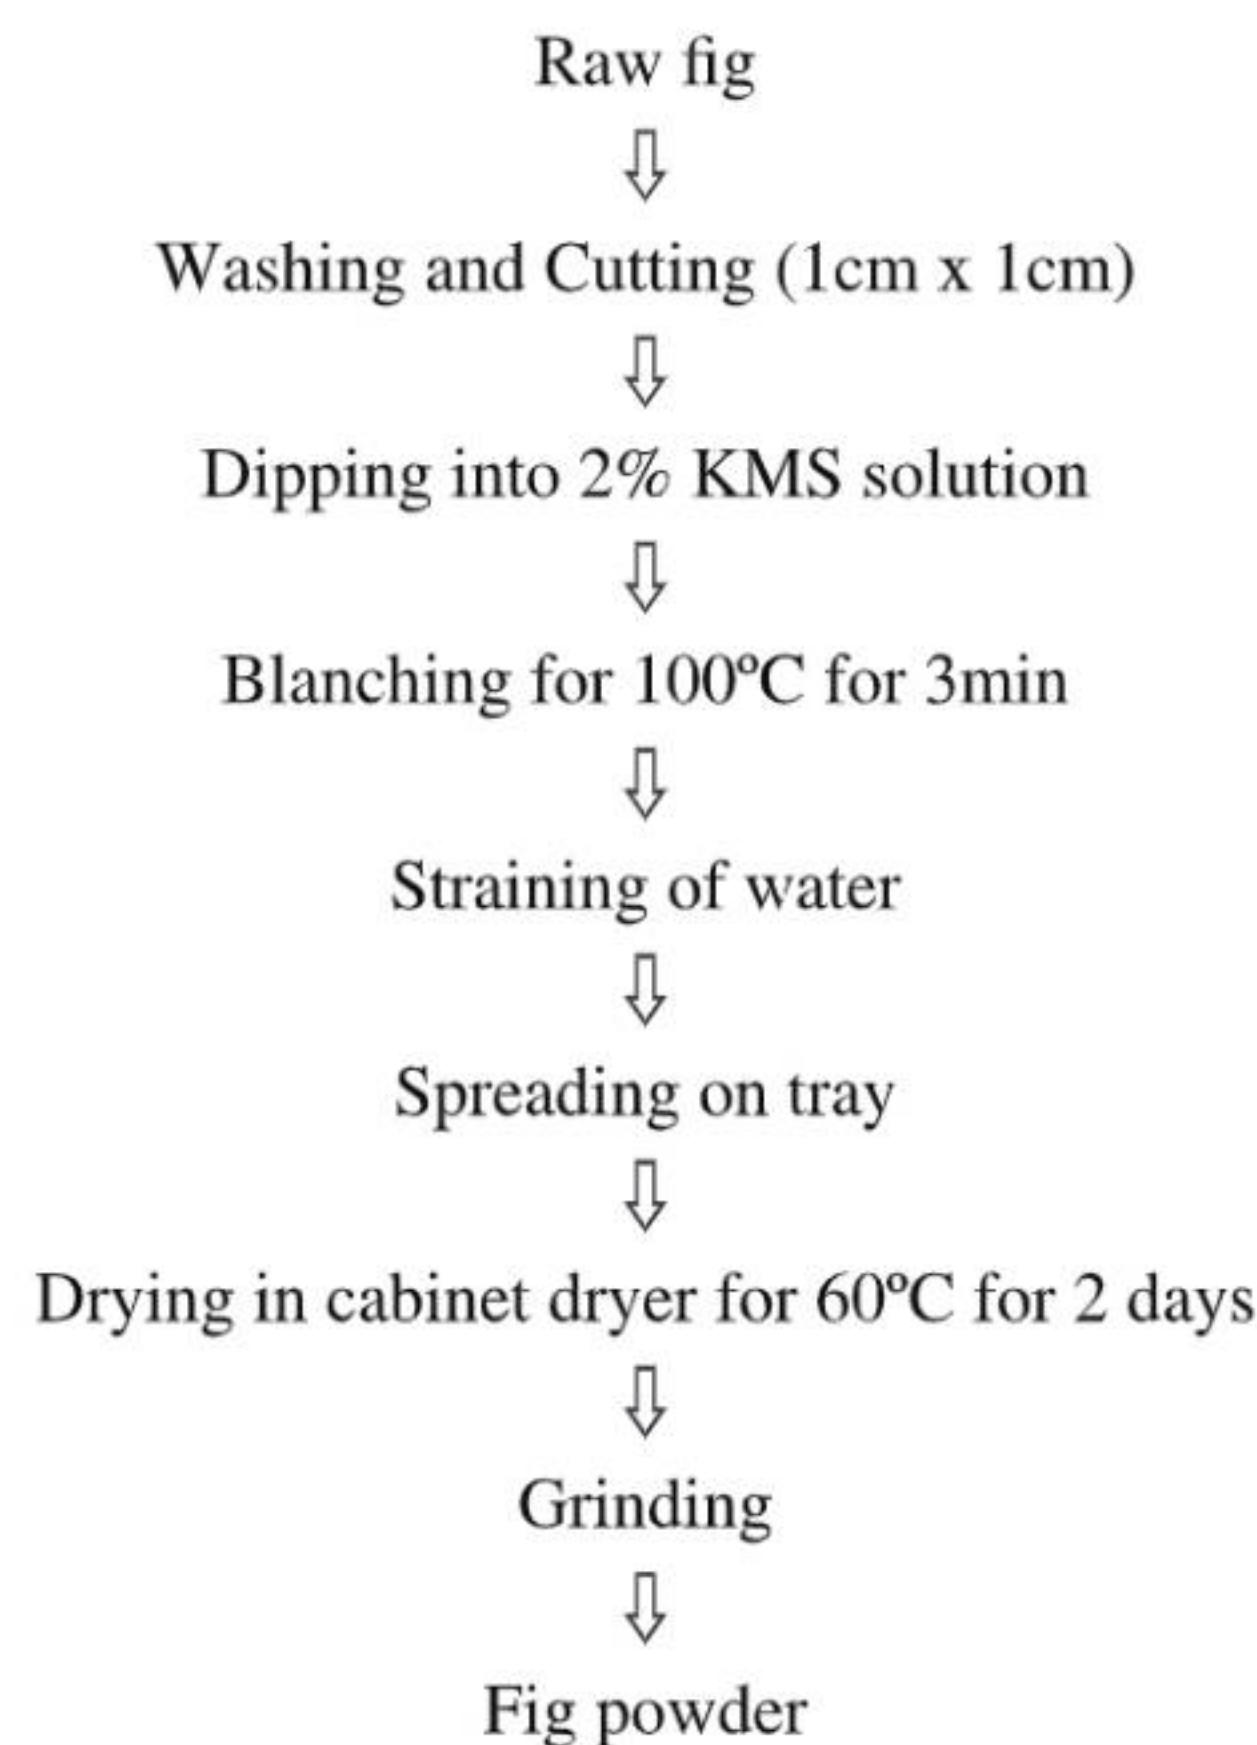 Raw fig
⇩
Washing and Cutting (1cm x 1cm)
⇩
Dipping into 2% KMS solution
⇩
Blanching for 100ºC for 3min
⇩
Straining of water
⇩
Spreading on tray
⇩
Drying in cabinet dryer for 60ºC for 2 days
⇩
Grinding
⇩
Fig powder